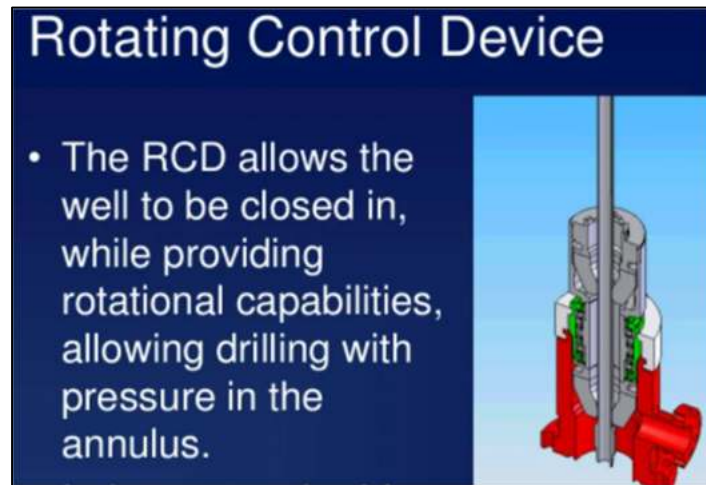 Rotating Control Device
• The RCD allows the
well to be closed in,
while providing
rotational capabilities,
allowing drilling with
pressure in the
annulus.